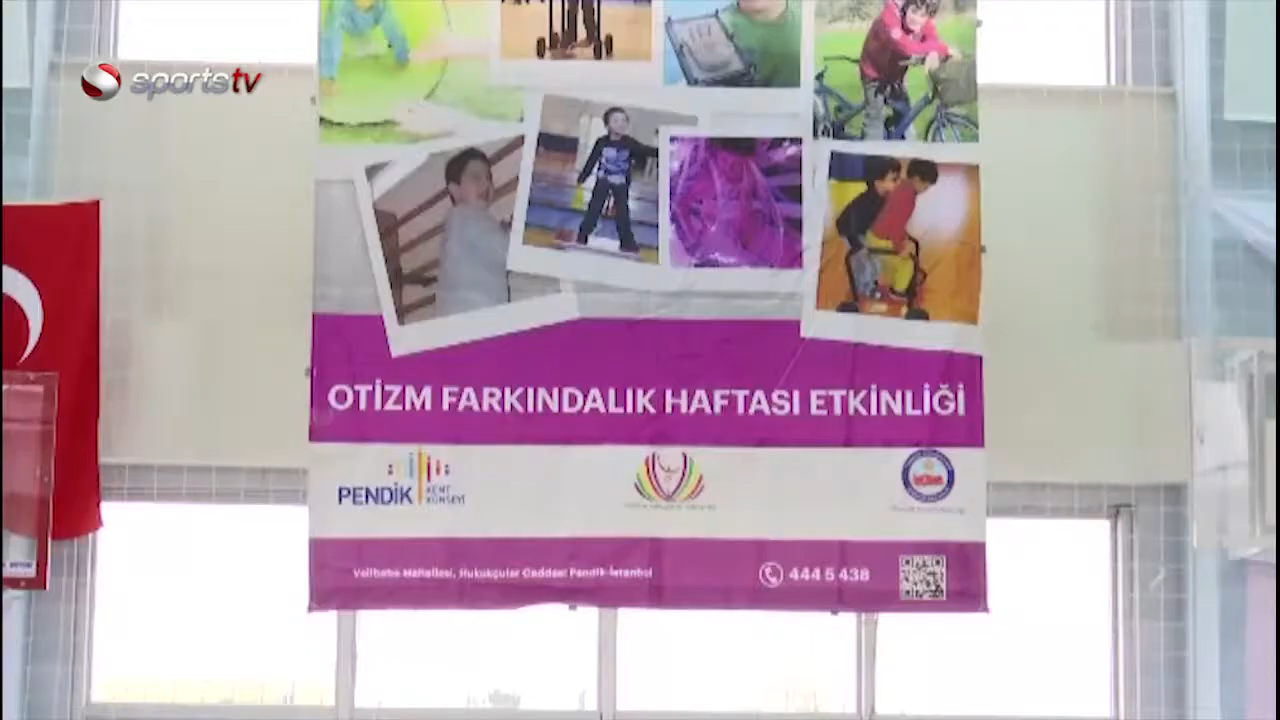 sportstv
OTİZM FARKINDALIK HAFTASI ETKİNLİĞİ
PENDİK KENT
KONSEYİ
Velibaba Mahallesi, Hukukçular Caddesi Pendik-İstanbul
444 5 438